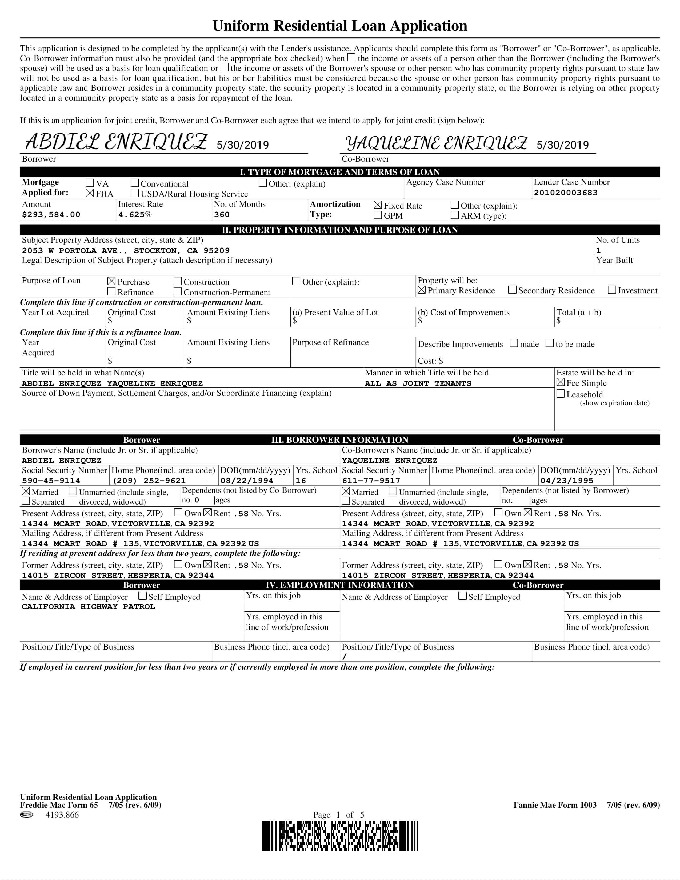 Uniform Residential Loan Application
This application is designed to be completed by the applicant(s) with the Lender's assistance. Applicants should complete this form as "Borrower" or "Co-Borrower", as applicable.
Co-Borrower information must also be provided (and the appropriate box checked) when ☐ the income or assets of a person other than the Borrower (including the Borrower's
spouse) will be used as a basis for loan qualification or ☐ the income or assets of the Borrower's spouse or other person who has community property rights pursuant to state law
will not be used as a basis for loan qualification, but his or her liabilities must be considered because the spouse or other person has community property rights pursuant to
applicable law and Borrower resides in a community property state, the security property is located in a community property state, or the Borrower is relying on other property
located in a community property state as a basis for repayment of the loan.
If this is an application for joint credit, Borrower and Co-Borrower each agree that we intend to apply for joint credit (sign below):
ABDIEL ENRIQUEZ 5/30/2019 YAQUELINE ENRIQUEZ 5/30/2019
Borrower Co-Borrower
I. TYPE OF MORTGAGE AND TERMS OF LOAN
Mortgage ☐ VA ☐ Conventional ☐ Other (explain) Agency Case Number Lender Case Number
Applied for: ☒ FHA ☐ USDA/Rural Housing Service 201020003683
Amount Interest Rate No. of Months Amortization ☒ Fixed Rate ☐ Other (explain):
$293,584.00 4.625% 360 Type: ☐ GPM ☐ ARM (type):
II. PROPERTY INFORMATION AND PURPOSE OF LOAN
Subject Property Address (street, city, state & ZIP) No. of Units
2053 W PORTOLA AVE., STOCKTON, CA 95209 1
Legal Description of Subject Property (attach description if necessary) Year Built
Purpose of Loan ☒ Purchase ☐ Construction ☐ Other (explain): Property will be:
☐ Refinance ☐ Construction-Permanent ☒ Primary Residence ☐ Secondary Residence ☐ Investment
Complete this line if construction or construction-permanent loan.
Year Lot Acquired Original Cost Amount Existing Liens (a) Present Value of Lot (b) Cost of Improvements Total (a + b)
$ $ $ $ $
Complete this line if this is a refinance loan.
Year Original Cost Amount Existing Liens Purpose of Refinance Describe Improvements ☐ made ☐ to be made
Acquired
$ $ Cost: $
Title will be held in what Name(s) Manner in which Title will be held Estate will be held in:
ABDIEL ENRIQUEZ YAQUELINE ENRIQUEZ ALL AS JOINT TENANTS ☒ Fee Simple
Source of Down Payment, Settlement Charges, and/or Subordinate Financing (explain) ☐ Leasehold
(show expiration date)
Borrower III. BORROWER INFORMATION Co-Borrower
Borrower's Name (include Jr. or Sr. if applicable) Co-Borrower's Name (include Jr. or Sr. if applicable)
ABDIEL ENRIQUEZ YAQUELINE ENRIQUEZ
Social Security Number Home Phone(incl. area code) DOB(mm/dd/yyyy) Yrs. School Social Security Number Home Phone(incl. area code) DOB(mm/dd/yyyy) Yrs. School
590-45-9114 (209) 252-9621 08/22/1994 16 611-77-9517 04/23/1995
☒ Married ☐ Unmarried (include single, Dependents (not listed by Co-Borrower) ☒ Married ☐ Unmarried (include single, Dependents (not listed by Borrower)
☐ Separated divorced, widowed) no. 0 ages ☐ Separated divorced, widowed) no. ages
Present Address (street, city, state, ZIP) ☐ Own ☒ Rent .58 No. Yrs. Present Address (street, city, state, ZIP) ☐ Own ☒ Rent .58 No. Yrs.
14344 MCART ROAD,VICTORVILLE,CA 92392 14344 MCART ROAD,VICTORVILLE,CA 92392
Mailing Address, if different from Present Address Mailing Address, if different from Present Address
14344 MCART ROAD # 135,VICTORVILLE,CA 92392 US 14344 MCART ROAD # 135,VICTORVILLE,CA 92392 US
If residing at present address for less than two years, complete the following:
Former Address (street, city, state, ZIP) ☐ Own ☒ Rent .58 No. Yrs. Former Address (street, city, state, ZIP) ☐ Own ☒ Rent .58 No. Yrs.
14015 ZIRCON STREET,HESPERIA,CA 92344 14015 ZIRCON STREET,HESPERIA,CA 92344
Borrower IV. EMPLOYMENT INFORMATION Co-Borrower
Name & Address of Employer ☐ Self Employed Yrs. on this job Name & Address of Employer ☐ Self Employed Yrs. on this job
CALIFORNIA HIGHWAY PATROL
Yrs. employed in this Yrs. employed in this
line of work/profession line of work/profession
Position/Title/Type of Business Business Phone (incl. area code) Position/Title/Type of Business Business Phone (incl. area code)
/
If employed in current position for less than two years or if currently employed in more than one position, complete the following:
Uniform Residential Loan Application
Freddie Mac Form 65 7/05 (rev. 6/09) Fannie Mae Form 1003 7/05 (rev. 6/09)
4193.866 Page 1 of 5